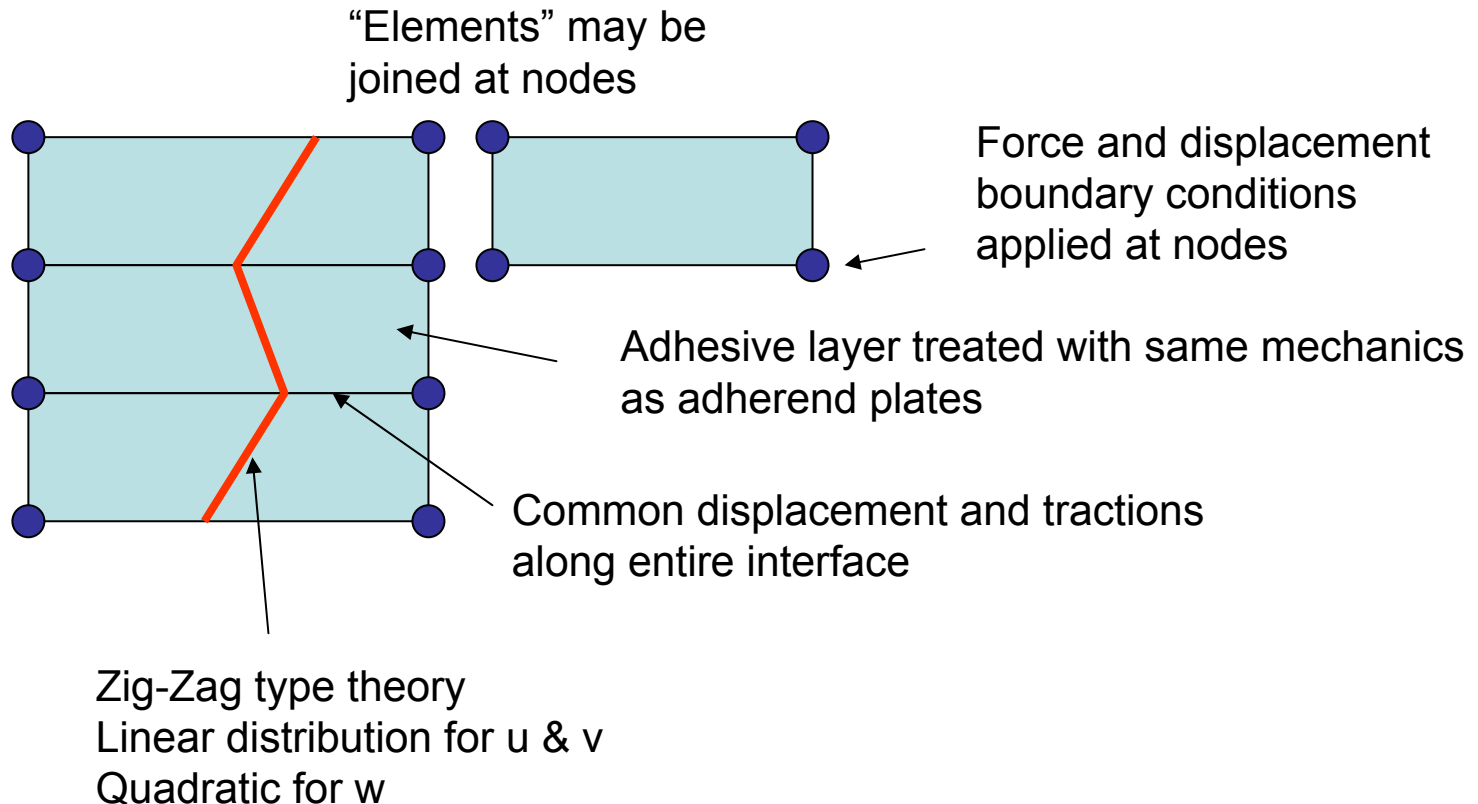 “Elements” may be
joined at nodes
Force and displacement
boundary conditions
applied at nodes
Adhesive layer treated with same mechanics
as adherend plates
Common displacement and tractions
along entire interface
Zig-Zag type theory
Linear distribution for u & v
Quadratic for w